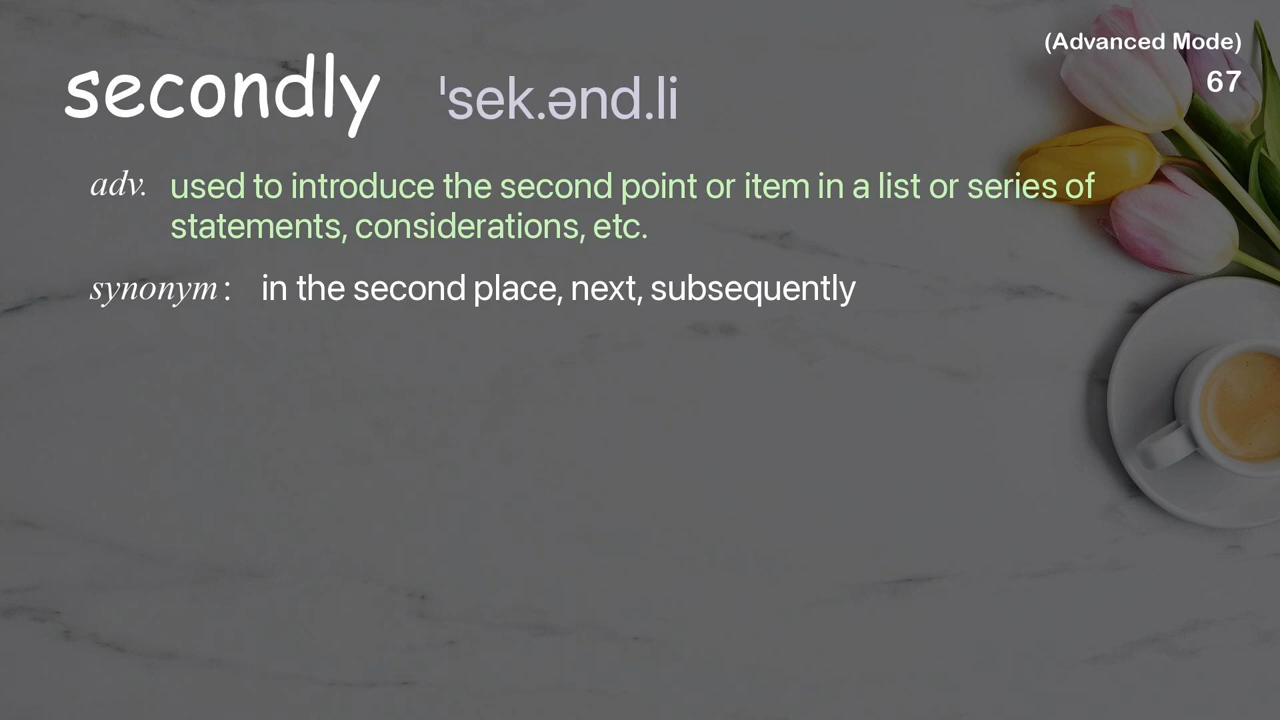 (Advanced Mode)
secondly ˈsek.ənd.li
67
adv. used to introduce the second point or item in a list or series of
statements, considerations, etc.
synonym: in the second place, next, subsequently